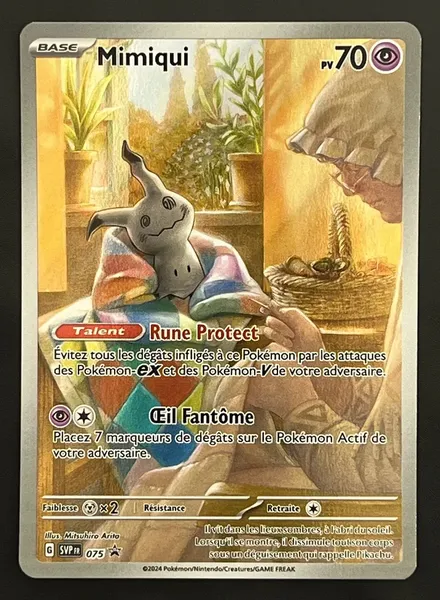 BASE Mimiqui PV 70
Talent Rune Protect
Évitez tous les dégâts infligés à ce Pokémon par les attaques
des Pokémon-ex et des Pokémon-V de votre adversaire.
Œil Fantôme
Placez 7 marqueurs de dégâts sur le Pokémon Actif de
votre adversaire.
Faiblesse ×2 Résistance Retraite
Illus. Mitsuhiro Arita
G SVP FR 075
Il vit dans les lieux sombres, à l'abri du soleil.
Lorsqu'il se montre, il dissimule tout son corps
sous un déguisement qui rappelle Pikachu.
©2024 Pokémon/Nintendo/Creatures/GAME FREAK